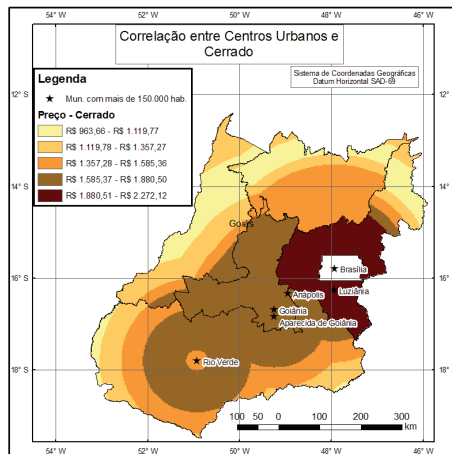 54° W 52° W 50° W 48° W 46° W
Correlação entre Centros Urbanos e
Cerrado
Sistema de Coordenadas Geográficas
Datum Horizontal SAD-69
Legenda
Mun. com mais de 150.000 hab.
Preço - Cerrado
R$ 963,66 - R$ 1.119,77
R$ 1.119,78 - R$ 1.357,27
R$ 1.357,28 - R$ 1.585,36
R$ 1.585,37 - R$ 1.880,50
R$ 1.880,51 - R$ 2.272,12
12° S 12° S
14° S 14° S
Goiás
Brasília
16° S 16° S
Anápolis
Luziânia
Goiânia
Aparecida de Goiânia
Rio Verde
18° S 18° S
100 50 0 100 200 300
km
54° W 52° W 50° W 48° W 46° W